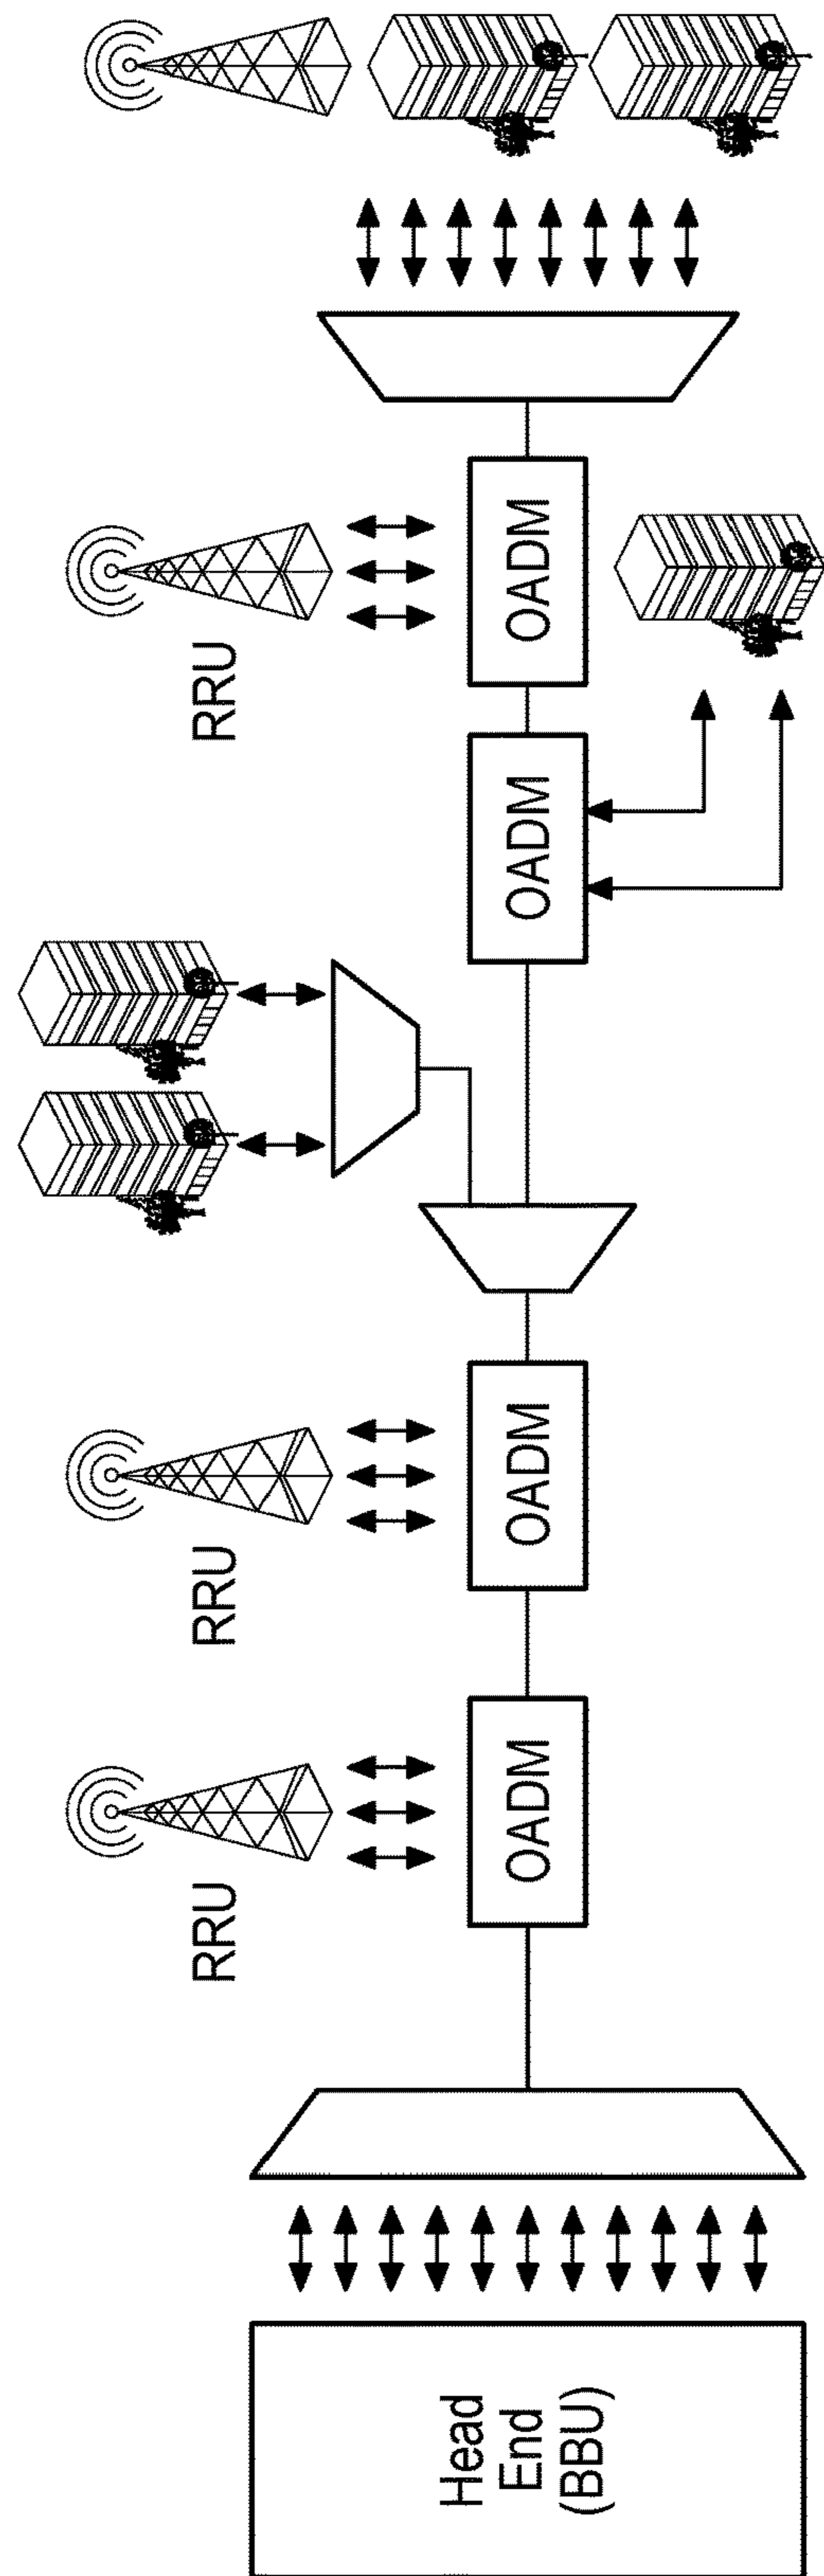 RRU
RRU
RRU
OADM
OADM
OADM
OADM
Head
End
(BBU)